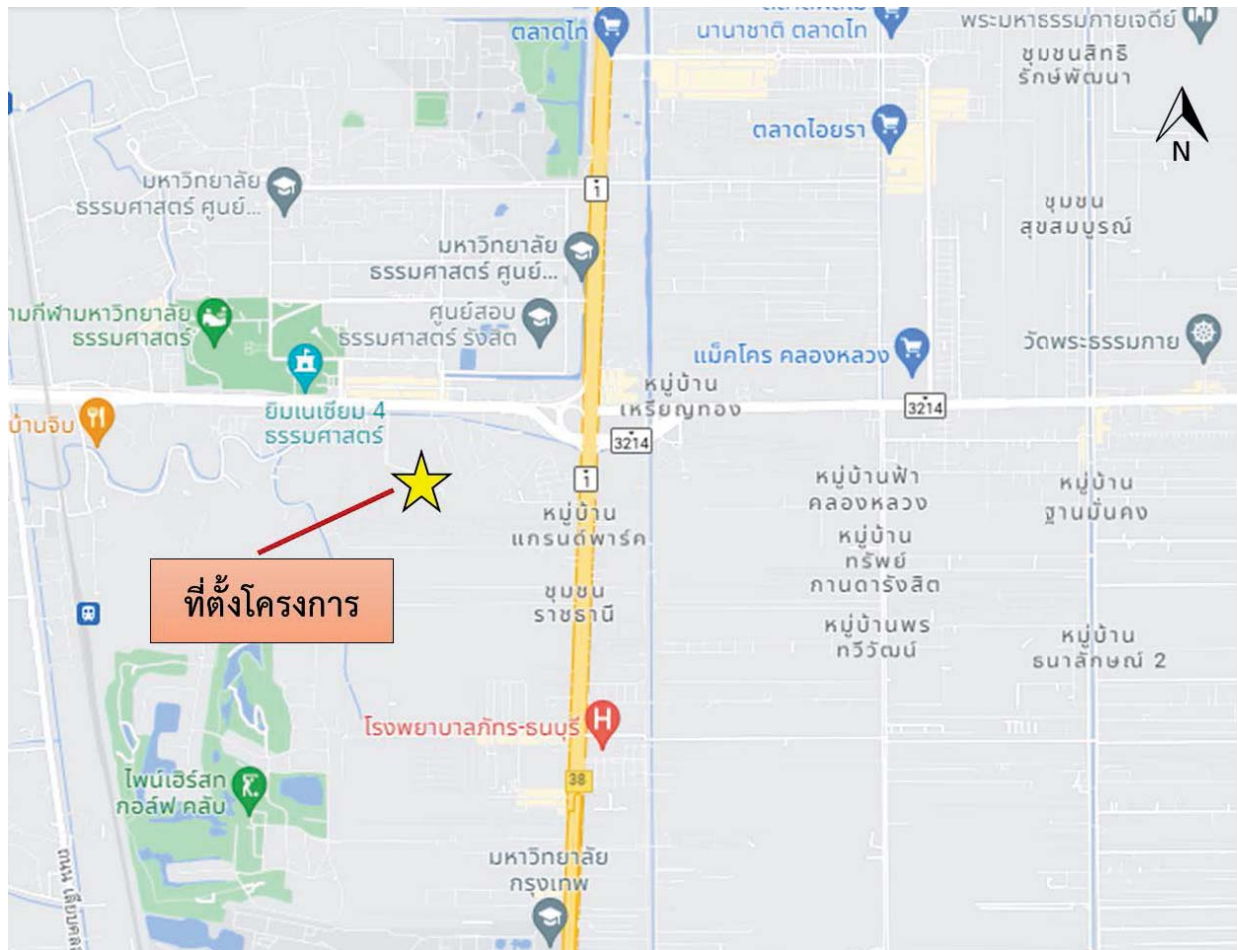 ตลาดไท
นานาชาติ ตลาดไท
พระมหาธรรมกายเจดีย์
ชุมชนสิทธิ
รักษ์พัฒนา
N
ตลาดไอยรา
มหาวิทยาลัย
ธรรมศาสตร์ ศูนย์...
1
ชุมชน
สุขสมบูรณ์
มหาวิทยาลัย
ธรรมศาสตร์ ศูนย์...
ามกีฬามหาวิทยาลัย
ธรรมศาสตร์
ศูนย์สอบ
ธรรมศาสตร์ รังสิต
แม็คโคร คลองหลวง
วัดพระธรรมกาย
หมู่บ้าน
เหรียญทอง
3214
บ้านจิบ
ยิมเนเซียม 4
ธรรมศาสตร์
3214
1
หมู่บ้าน
แกรนด์พาร์ค
หมู่บ้านฟ้า
คลองหลวง
หมู่บ้าน
ฐานมั่นคง
หมู่บ้าน
ทรัพย์
กานดารังสิต
ที่ตั้งโครงการ
ชุมชน
ราชธานี
หมู่บ้านพร
ทวีวัฒน์
หมู่บ้าน
ธนาลักษณ์ 2
โรงพยาบาลภัทร-ธนบุรี
H
ไพน์เฮิร์สท
กอล์ฟ คลับ
38
มหาวิทยาลัย
กรุงเทพ
ถนน เลียบคลอ